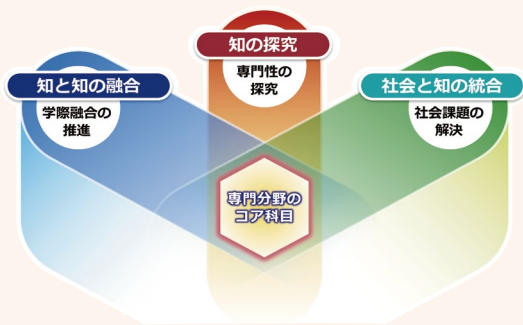 知の探究
専門性の
探究
知と知の融合
学際融合の
推進
社会と知の統合
社会課題の
解決
専門分野の
コア科目